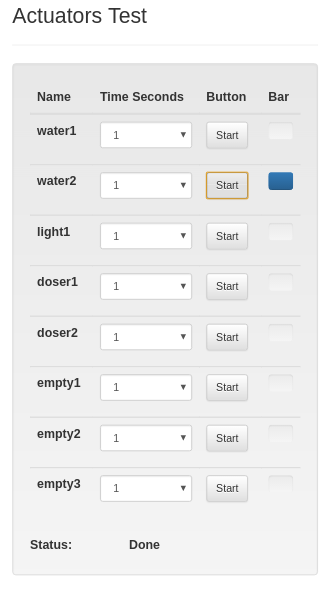 Actuators Test
Name Time Seconds Button Bar
water1 1 Start
water2 1 Start
light1 1 Start
doser1 1 Start
doser2 1 Start
empty1 1 Start
empty2 1 Start
empty3 1 Start
Status: Done